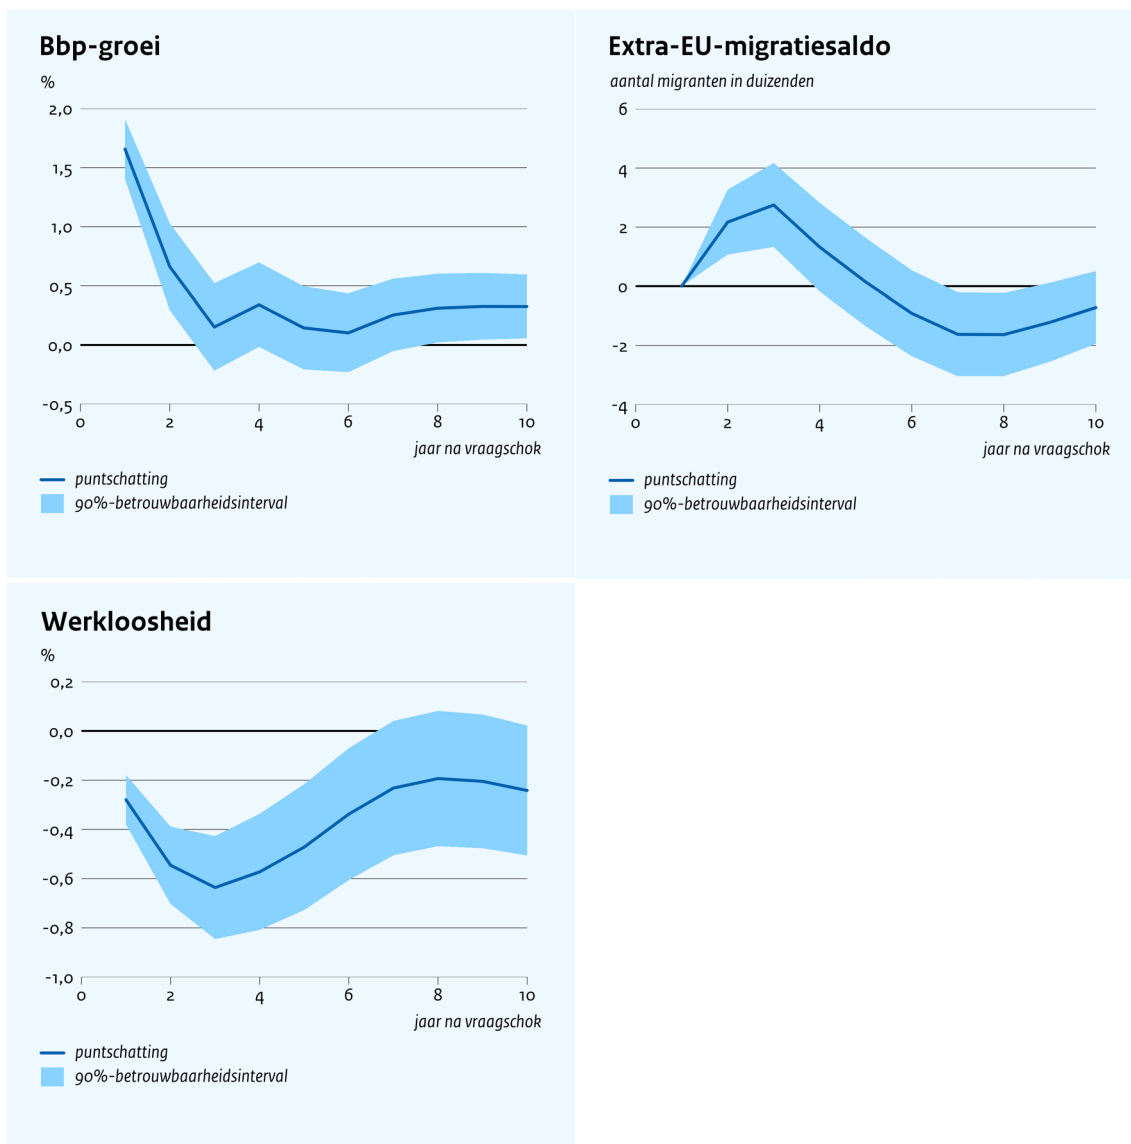 Bbp-groei
%
2,0
1,5
1,0
0,5
0,0
-0,5
0 2 4 6 8 10
jaar na vraagschok
puntschatting
90%-betrouwbaarheidsinterval
Extra-EU-migratiesaldo
aantal migranten in duizenden
6
4
2
0
-2
-4
0 2 4 6 8 10
jaar na vraagschok
puntschatting
90%-betrouwbaarheidsinterval
Werkloosheid
%
0,2
0,0
-0,2
-0,4
-0,6
-0,8
-1,0
0 2 4 6 8 10
jaar na vraagschok
puntschatting
90%-betrouwbaarheidsinterval